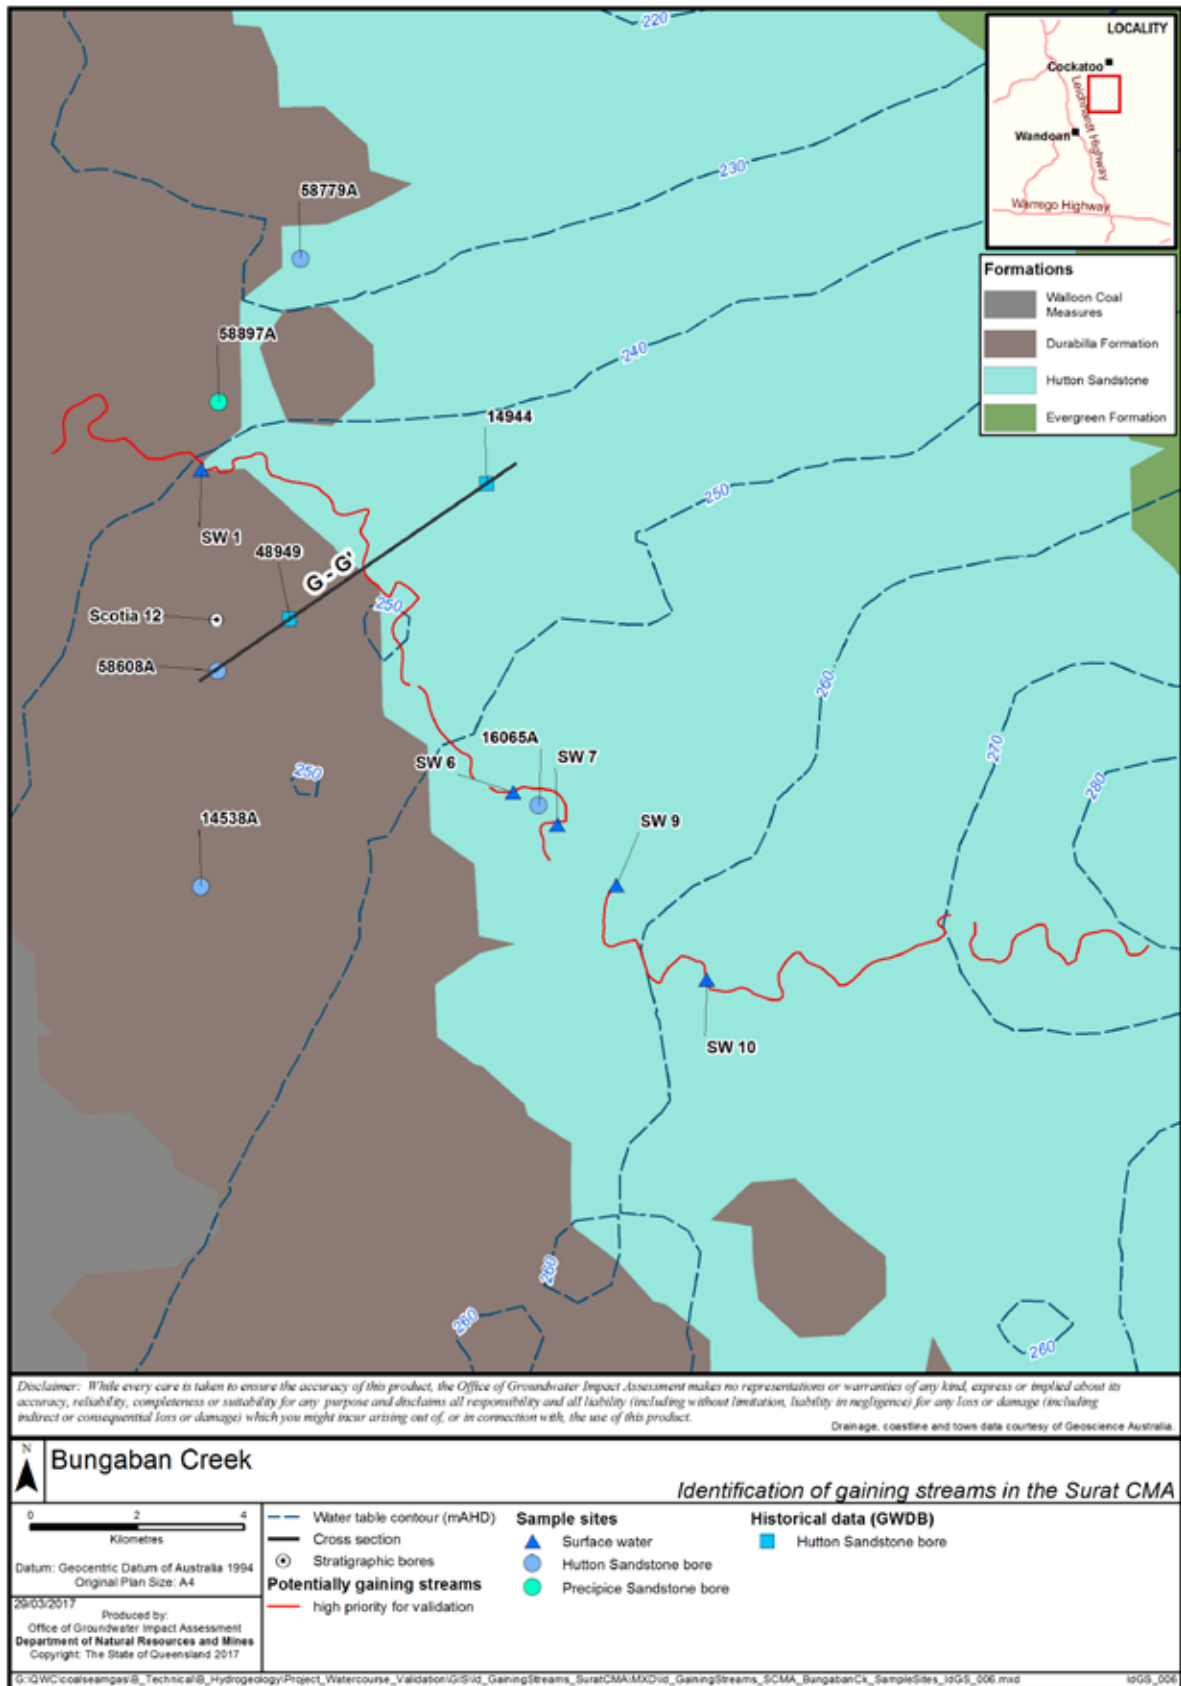 220
LOCALITY
Cockatoo
Leichhardt Highway
Wandoan
Warrego Highway
230
58779A
Formations
Walloon Coal
Measures
Durabilla Formation
Hutton Sandstone
Evergreen Formation
58897A
240
14944
250
SW 1
48949
G - G'
250
Scotia 12
58608A
260
270
16065A
SW 7
SW 6
250
280
14538A
SW 9
SW 10
260
260
260
Disclaimer: While every care is taken to ensure the accuracy of this product, the Office of Groundwater Impact Assessment makes no representations or warranties of any kind, express or implied about its
accuracy, reliability, completeness or suitability for any purpose and disclaims all responsibility and all liability (including without limitation, liability in negligence) for any loss or damage (including
indirect or consequential loss or damage) which you might incur arising out of, or in connection with, the use of this product.
Drainage, coastline and town data courtesy of Geoscience Australia.
N
Bungaban Creek
Identification of gaining streams in the Surat CMA
0 2 4
Kilometres
Datum: Geocentric Datum of Australia 1994
Original Plan Size: A4
29/03/2017
Produced by:
Office of Groundwater Impact Assessment
Department of Natural Resources and Mines
Copyright: The State of Queensland 2017
Water table contour (mAHD)
Cross section
Stratigraphic bores
Potentially gaining streams
high priority for validation
Sample sites
Surface water
Hutton Sandstone bore
Precipice Sandstone bore
Historical data (GWDB)
Hutton Sandstone bore
G:\QWC\coalseamgas\B_Technical\B_Hydrogeology\Project_Watercourse_Validation\GIS\Id_GainingStreams_SuratCMA\MXD\Id_GainingStreams_SCMA_BungabanCk_SampleSites_IdGS_006.mxd
IdGS_006